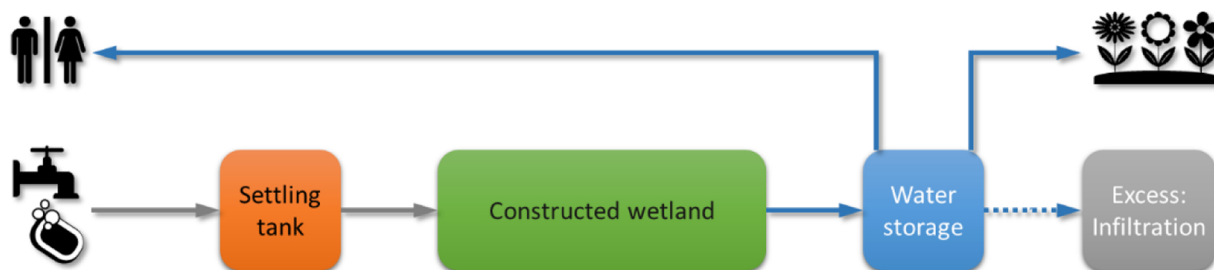 Settling
tank
Constructed wetland
Water
storage
Excess:
Infiltration